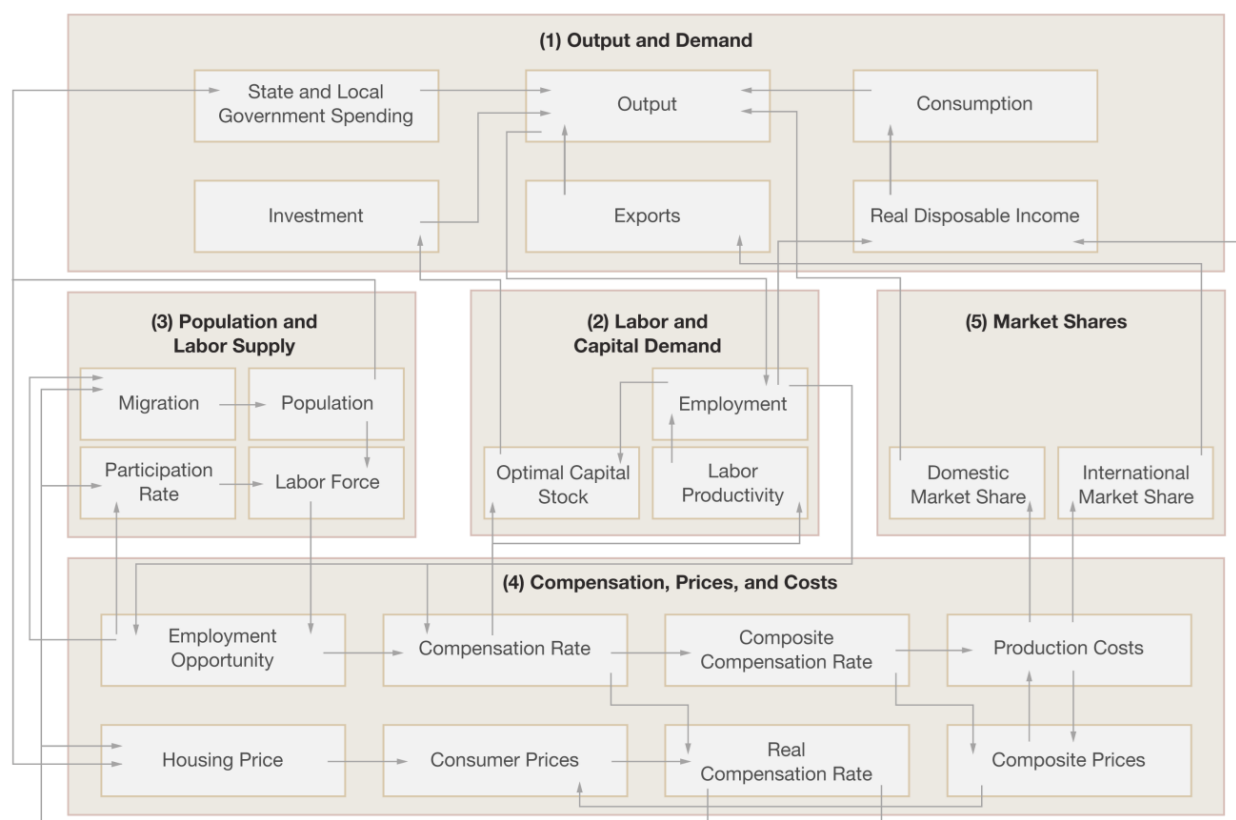 (1) Output and Demand
State and Local
Government Spending
Output
Consumption
Investment
Exports
Real Disposable Income
(3) Population and
Labor Supply
Migration
Population
Participation
Rate
Labor Force
(2) Labor and
Capital Demand
Employment
Optimal Capital
Stock
Labor
Productivity
(5) Market Shares
Domestic
Market Share
International
Market Share
(4) Compensation, Prices, and Costs
Employment
Opportunity
Compensation Rate
Composite
Compensation Rate
Production Costs
Housing Price
Consumer Prices
Real
Compensation Rate
Composite Prices